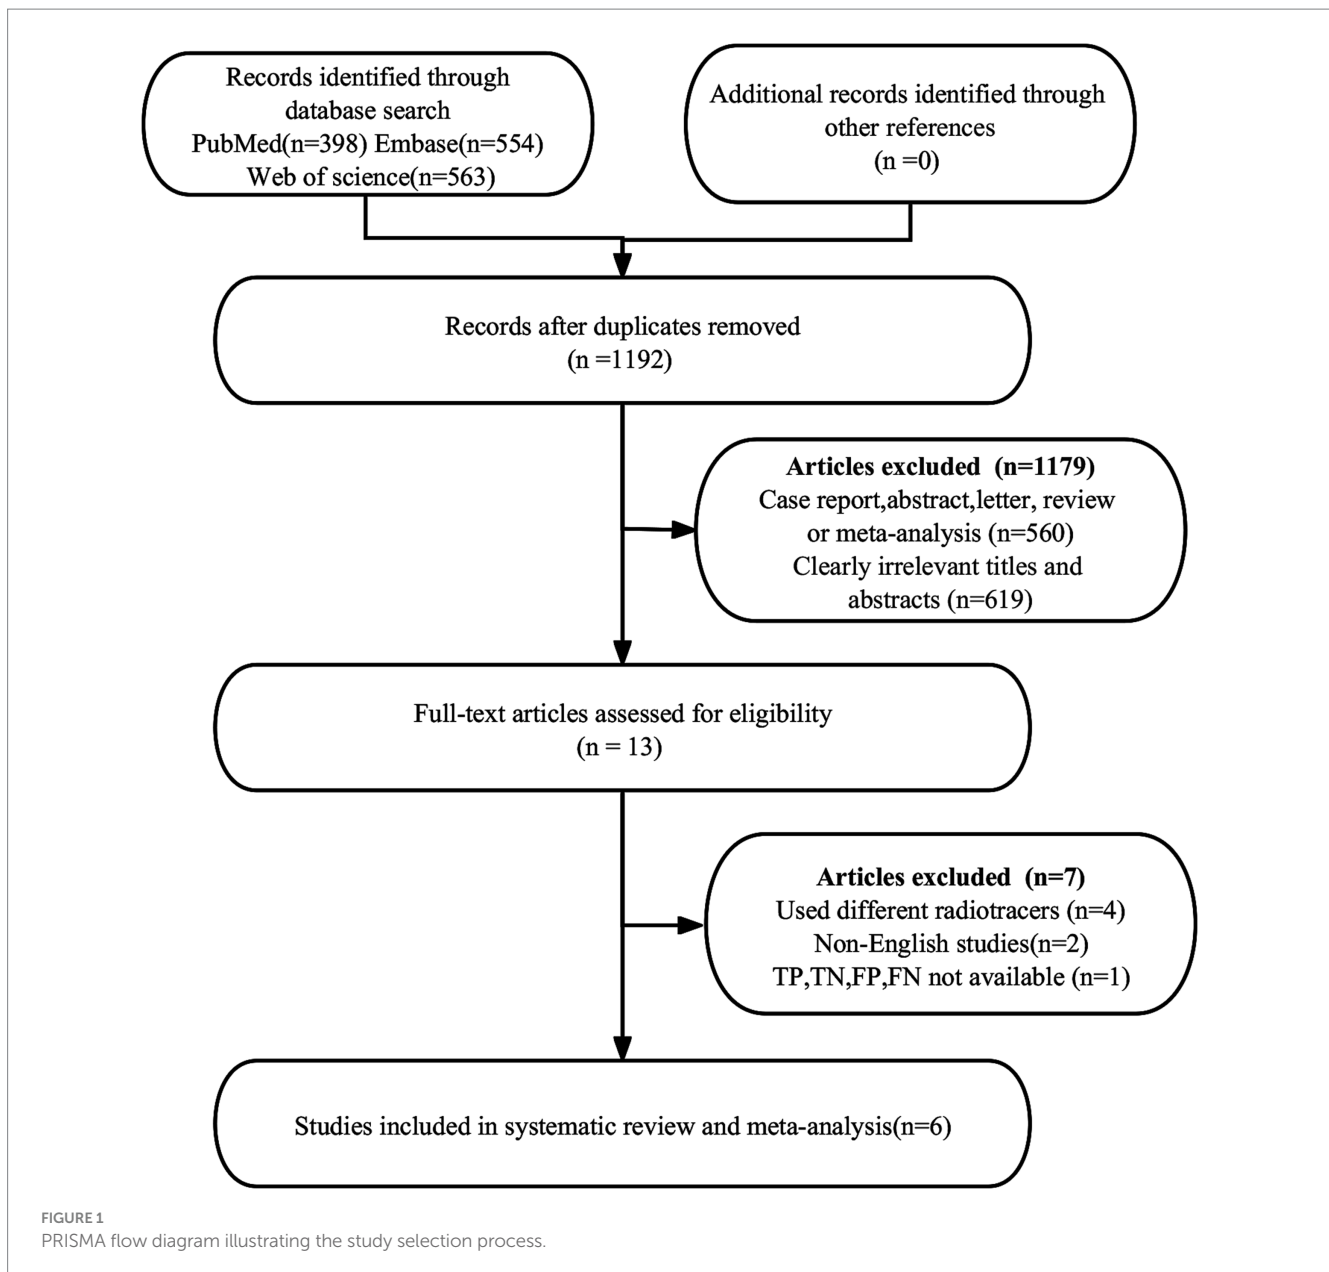 Records identified through
database search
PubMed(n=398) Embase(n=554)
Web of science(n=563)
Additional records identified through
other references
(n =0)
Records after duplicates removed
(n =1192)
Articles excluded (n=1179)
Case report,abstract,letter, review
or meta-analysis (n=560)
Clearly irrelevant titles and
abstracts (n=619)
Full-text articles assessed for eligibility
(n = 13)
Articles excluded (n=7)
Used different radiotracers (n=4)
Non-English studies(n=2)
TP,TN,FP,FN not available (n=1)
Studies included in systematic review and meta-analysis(n=6)
FIGURE 1
PRISMA flow diagram illustrating the study selection process.